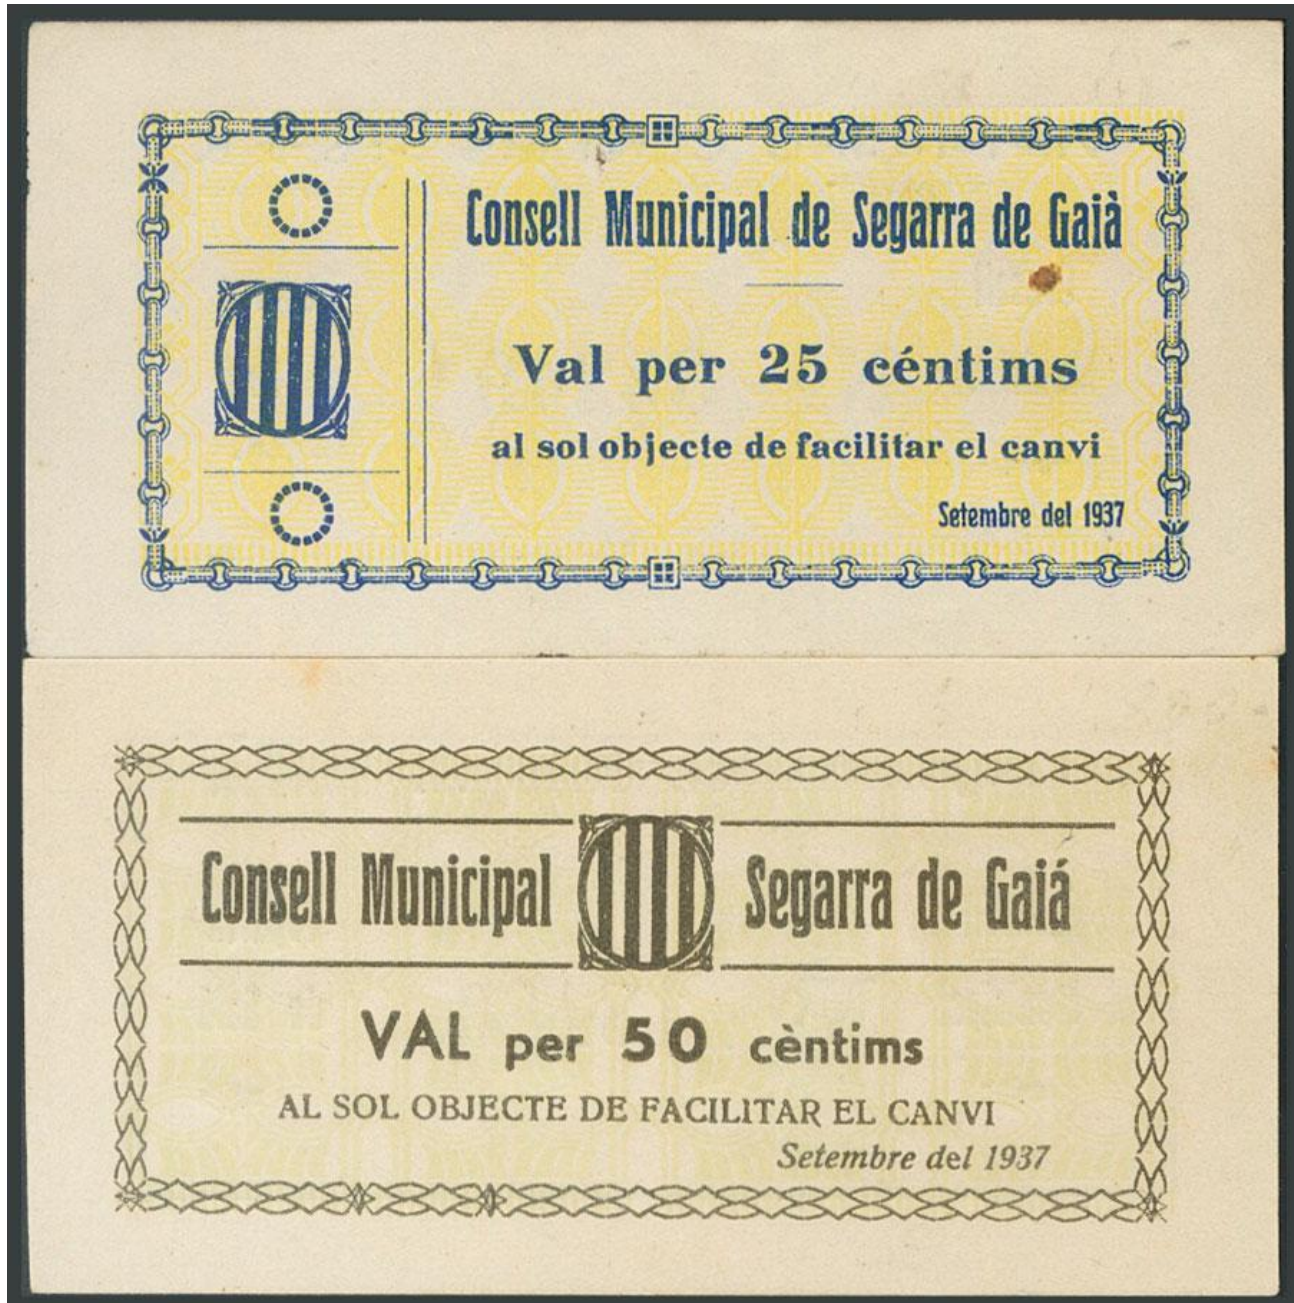 Consell Municipal de Segarra de Gaià
Val per 25 céntims
al sol objecte de facilitar el canvi
Setembre del 1937
Consell Municipal Segarra de Gaiá
VAL per 50 cèntims
AL SOL OBJECTE DE FACILITAR EL CANVI
Setembre del 1937